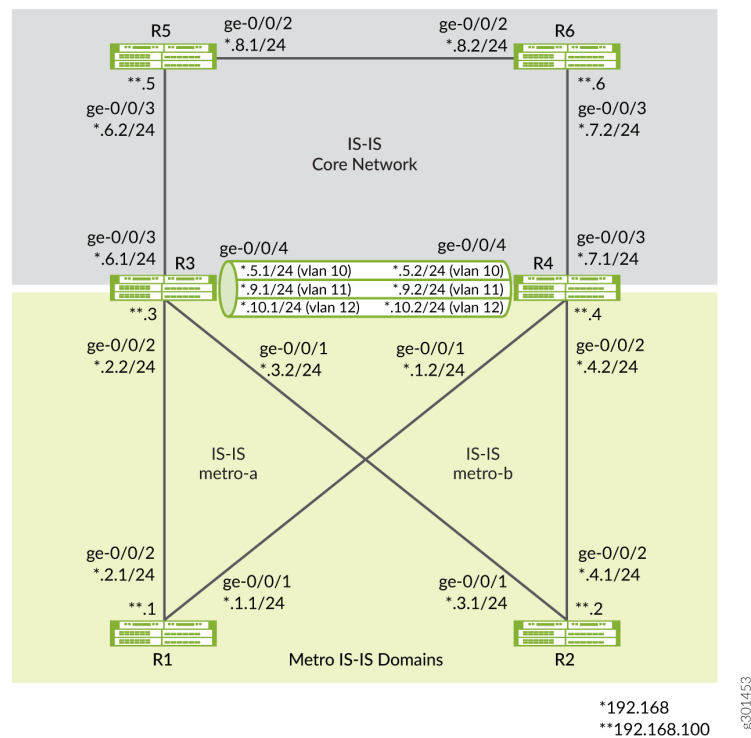 R5
ge-0/0/2
*.8.1/24
ge-0/0/2
*.8.2/24
R6
**.5
**.6
ge-0/0/3
*.6.2/24
ge-0/0/3
*.7.2/24
IS-IS
Core Network
ge-0/0/3
*.6.1/24
R3
ge-0/0/4
ge-0/0/4
R4
ge-0/0/3
*.7.1/24
*.5.1/24 (vlan 10)
*.5.2/24 (vlan 10)
*.9.1/24 (vlan 11)
*.9.2/24 (vlan 11)
*.10.1/24 (vlan 12)
*.10.2/24 (vlan 12)
**.3
**.4
ge-0/0/2
*.2.2/24
ge-0/0/1
*.3.2/24
ge-0/0/1
*.1.2/24
ge-0/0/2
*.4.2/24
IS-IS
metro-a
IS-IS
metro-b
ge-0/0/2
*.2.1/24
ge-0/0/1
*.1.1/24
ge-0/0/1
*.3.1/24
ge-0/0/2
*.4.1/24
**.1
**.2
R1
Metro IS-IS Domains
R2
*192.168
**192.168.100
g301453